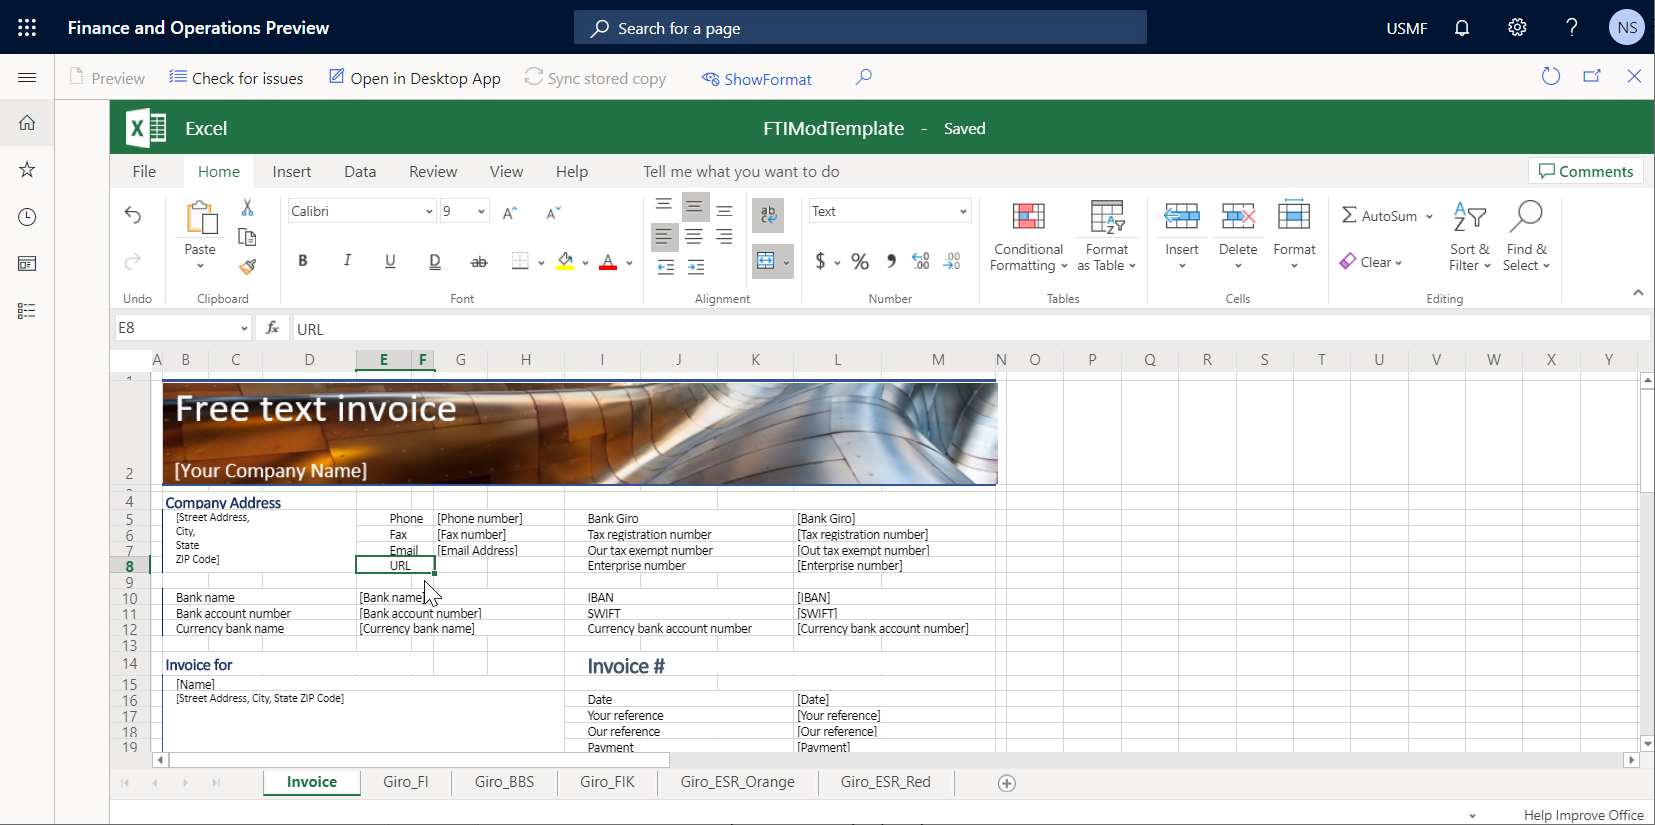 Finance and Operations Preview
Search for a page
USMF
NS
Preview
Check for issues
Open in Desktop App
Sync stored copy
ShowFormat
Excel
FTIModTemplate - Saved
File Home Insert Data Review View Help Tell me what you want to do
Comments
Calibri 9
Text
Paste
Conditional Formatting
Format as Table
Insert
Delete
Format
AutoSum
Clear
Sort & Filter
Find & Select
Undo Clipboard Font Alignment Number Tables Cells Editing
E8 fx URL
A B C D E F G H I J K L M N O P Q R S T U V W X Y
1
Free text invoice
2 [Your Company Name]
4 Company Address
5 [Street Address, Phone [Phone number] Bank Giro [Bank Giro]
6 City, Fax [Fax number] Tax registration number [Tax registration number]
7 State Email [Email Address] Our tax exempt number [Out tax exempt number]
8 ZIP Code] URL Enterprise number [Enterprise number]
9
10 Bank name [Bank name] IBAN [IBAN]
11 Bank account number [Bank account number] SWIFT [SWIFT]
12 Currency bank name [Currency bank name] Currency bank account number [Currency bank account number]
13
14 Invoice for Invoice #
15 [Name]
16 [Street Address, City, State ZIP Code] Date [Date]
17 Your reference [Your reference]
18 Our reference [Our reference]
19 Payment [Payment]
Invoice Giro_FI Giro_BBS Giro_FIK Giro_ESR_Orange Giro_ESR_Red
Help Improve Office